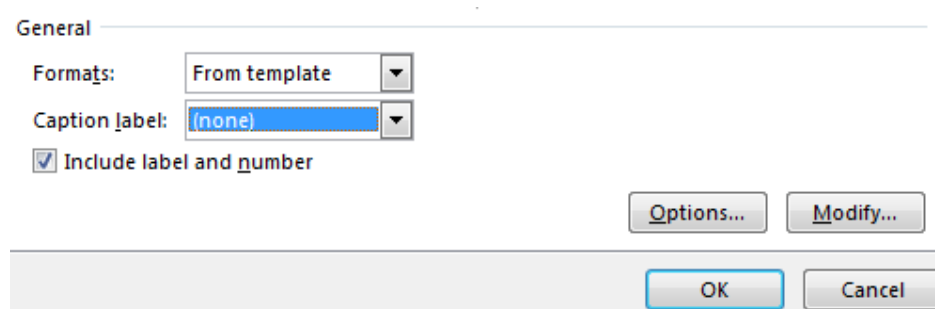 General
Formats: From template
Caption label: (none)
Include label and number
Options... Modify...
OK Cancel